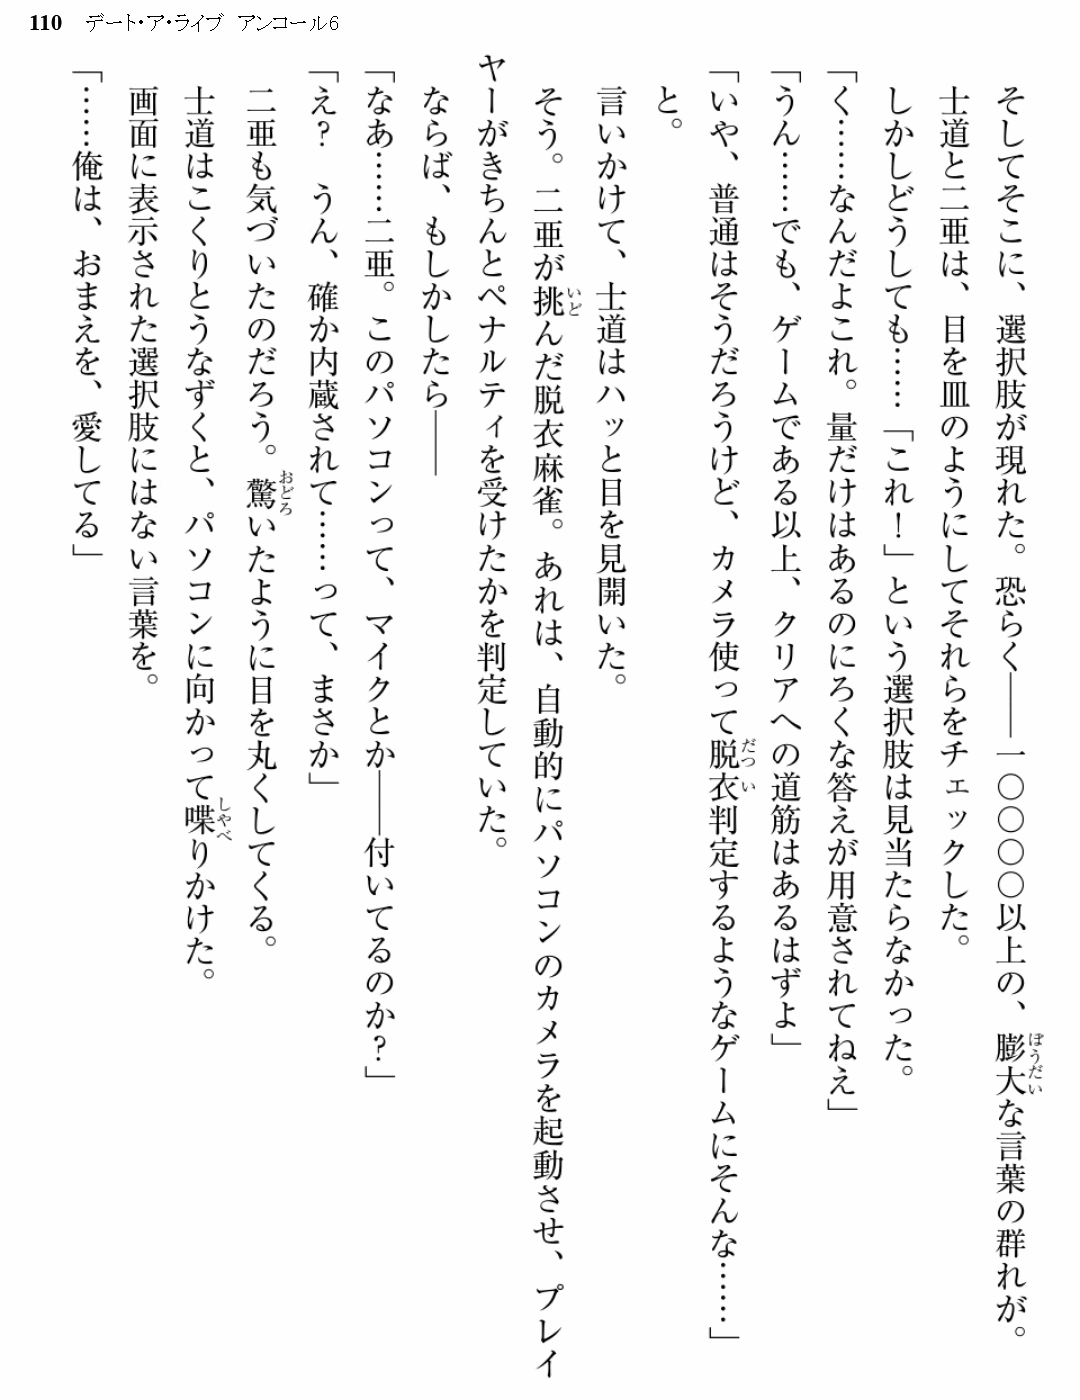 110 デート・ア・ライブ アンコール6
そしてそこに、選択肢が現れた。恐らく――一〇〇〇〇以上の、膨大な言葉の群れが。
士道と二亜は、目を皿のようにしてそれらをチェックした。
しかしどうしても……「これ！」という選択肢は見当たらなかった。
「く……なんだよこれ。量だけはあるのにろくな答えが用意されてねえ」
「うん……でも、ゲームである以上、クリアへの道筋はあるはずよ」
「いや、普通はそうだろうけど、カメラ使って脱衣判定するようなゲームにそんな……」
と。
言いかけて、士道はハッと目を見開いた。
そう。二亜が挑んだ脱衣麻雀。あれは、自動的にパソコンのカメラを起動させ、プレイ
ヤーがきちんとペナルティを受けたかを判定していた。
ならば、もしかしたら――
「なあ……二亜。このパソコンって、マイクとか――付いてるのか？」
「え？　うん、確か内蔵されて……って、まさか」
二亜も気づいたのだろう。驚いたように目を丸くしてくる。
士道はこくりとうなずくと、パソコンに向かって喋りかけた。
画面に表示された選択肢にはない言葉を。
「……俺は、おまえを、愛してる」